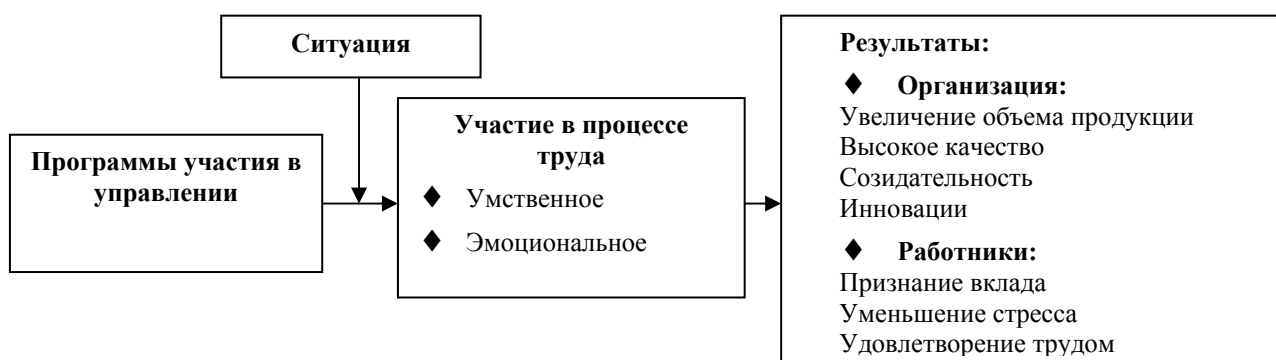 Ситуация
Программы участия в
управлении
Участие в процессе
труда
♦ Умственное
♦ Эмоциональное
Результаты:
♦ Организация:
Увеличение объема продукции
Высокое качество
Созидательность
Инновации
♦ Работники:
Признание вклада
Уменьшение стресса
Удовлетворение трудом